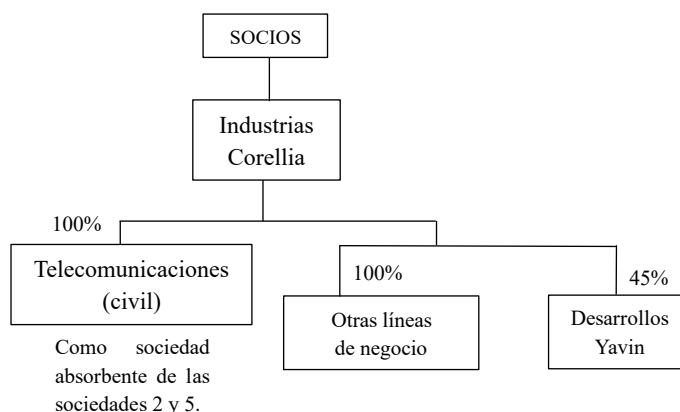 SOCIOS
Industrias
Corellia
100%
Telecomunicaciones
(civil)
Como sociedad
absorbente de las
sociedades 2 y 5.
100%
Otras líneas
de negocio
45%
Desarrollos
Yavin